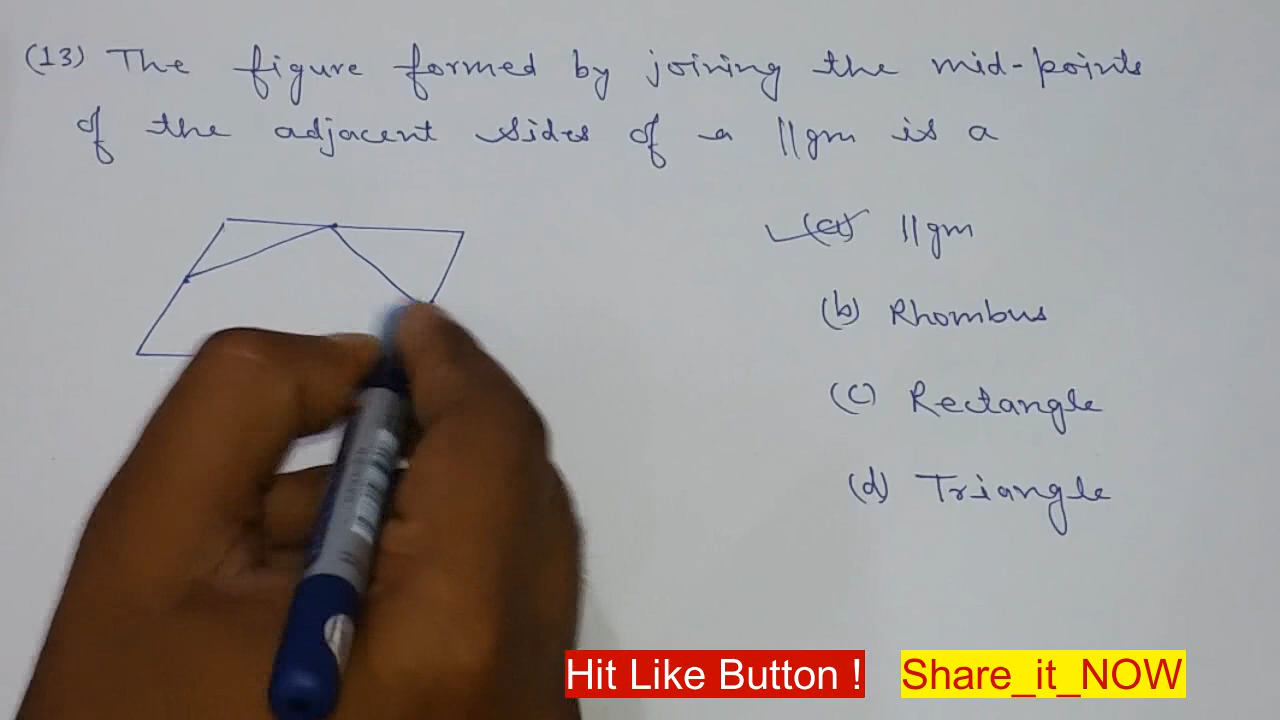 (13) The figure formed by joining the mid-points
of the adjacent sides of a ||gm is a
(a) ||gm
(b) Rhombus
(c) Rectangle
(d) Triangle
Hit Like Button ! Share_it_NOW